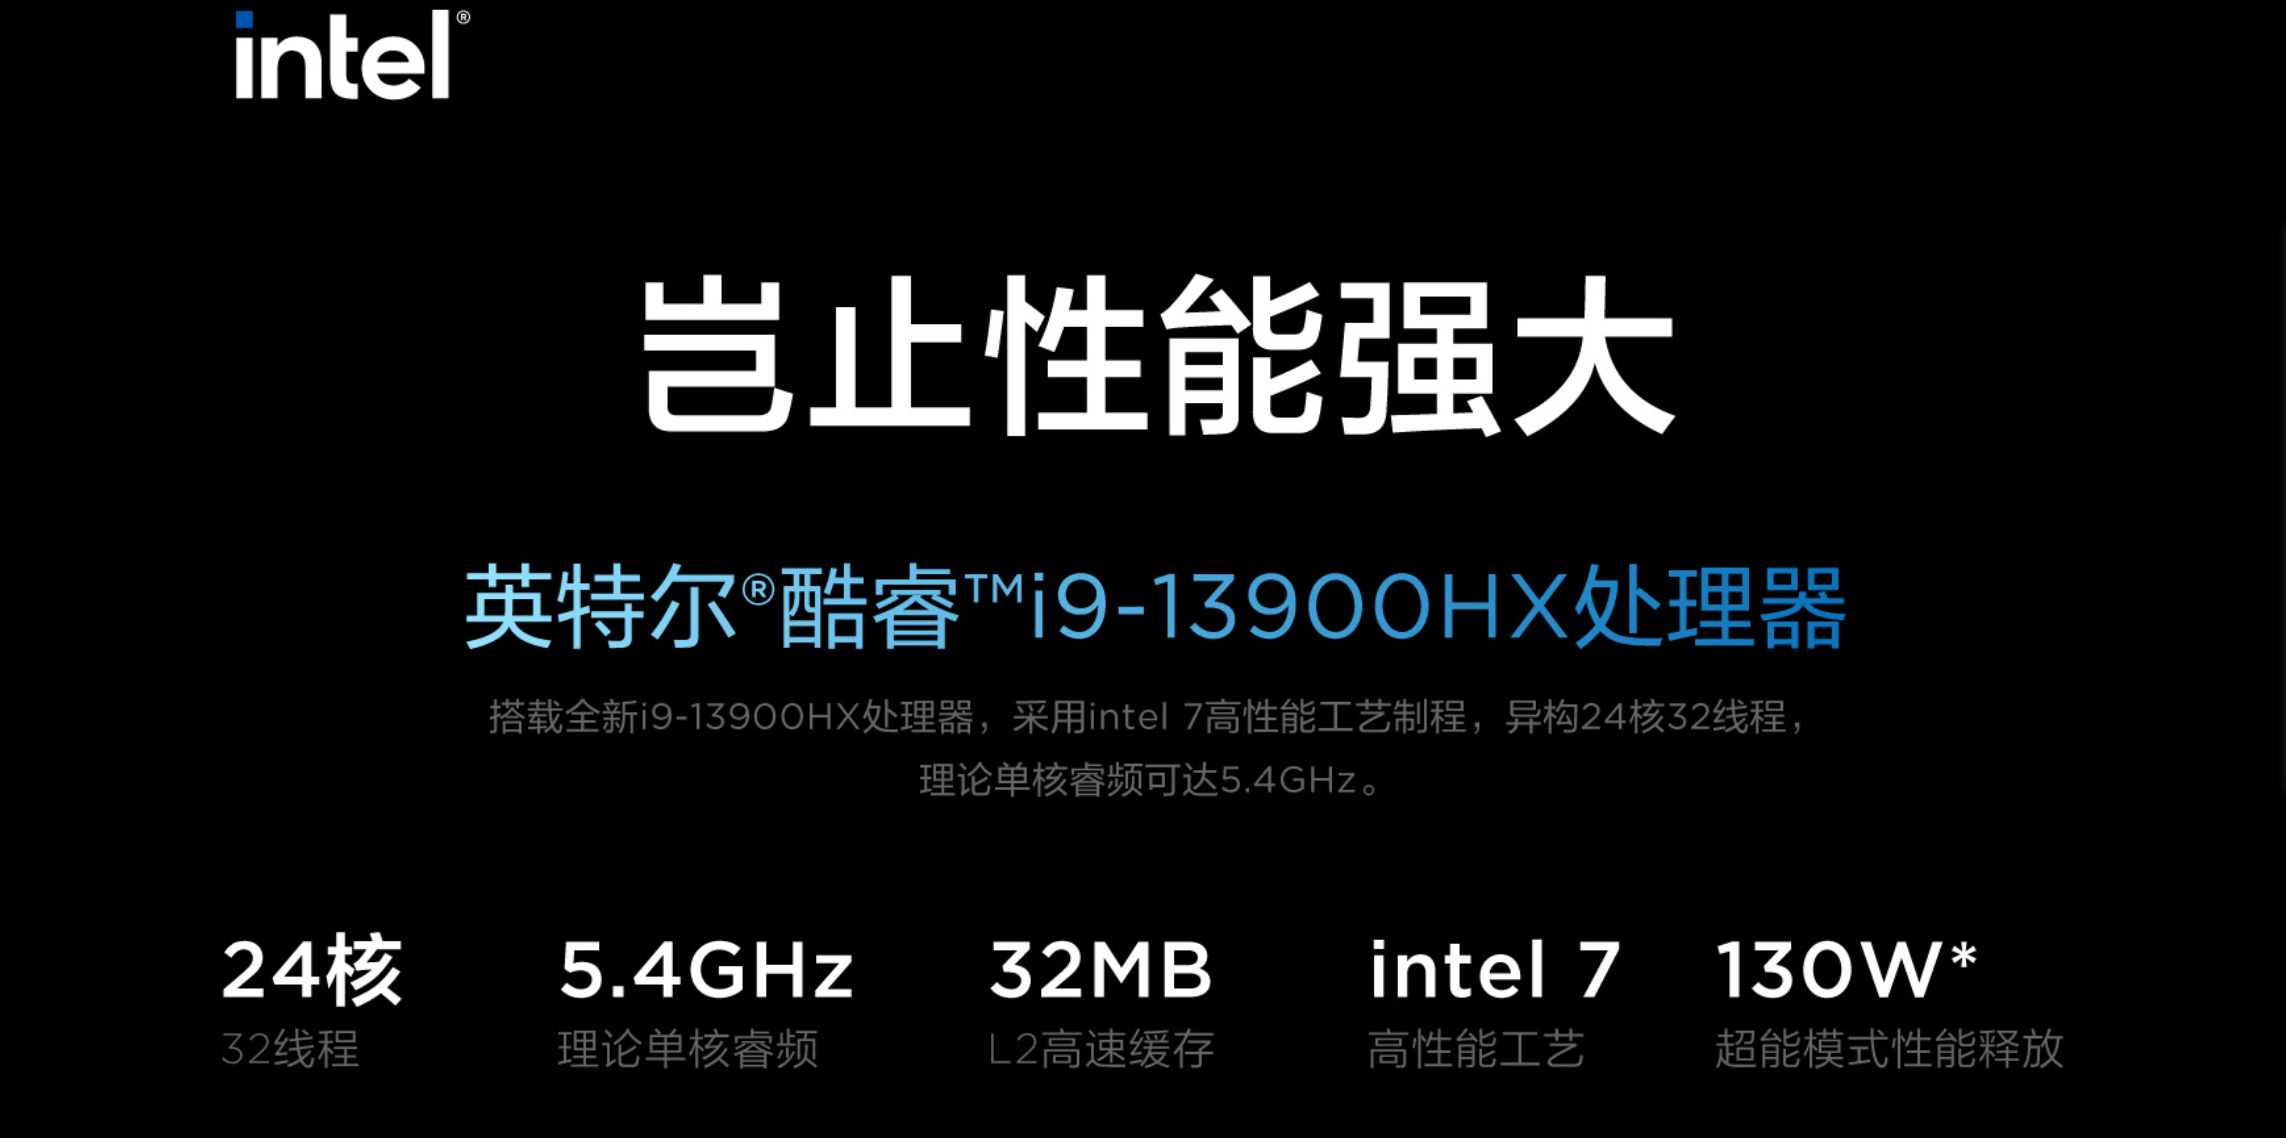 intel®
岂止性能强大
英特尔®酷睿™i9-13900HX处理器
搭载全新i9-13900HX处理器，采用intel 7高性能工艺制程，异构24核32线程，
理论单核睿频可达5.4GHz。
24核 5.4GHz 32MB intel 7 130W*
32线程 理论单核睿频 L2高速缓存 高性能工艺 超能模式性能释放